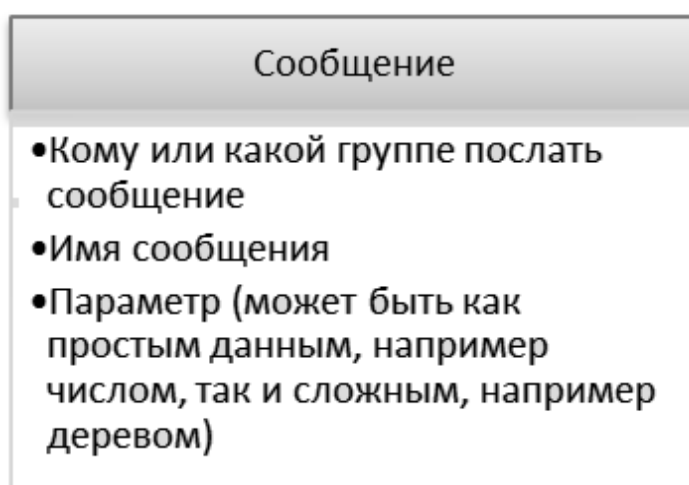 Сообщение
•Кому или какой группе послать
сообщение
•Имя сообщения
•Параметр (может быть как
простым данным, например
числом, так и сложным, например
деревом)